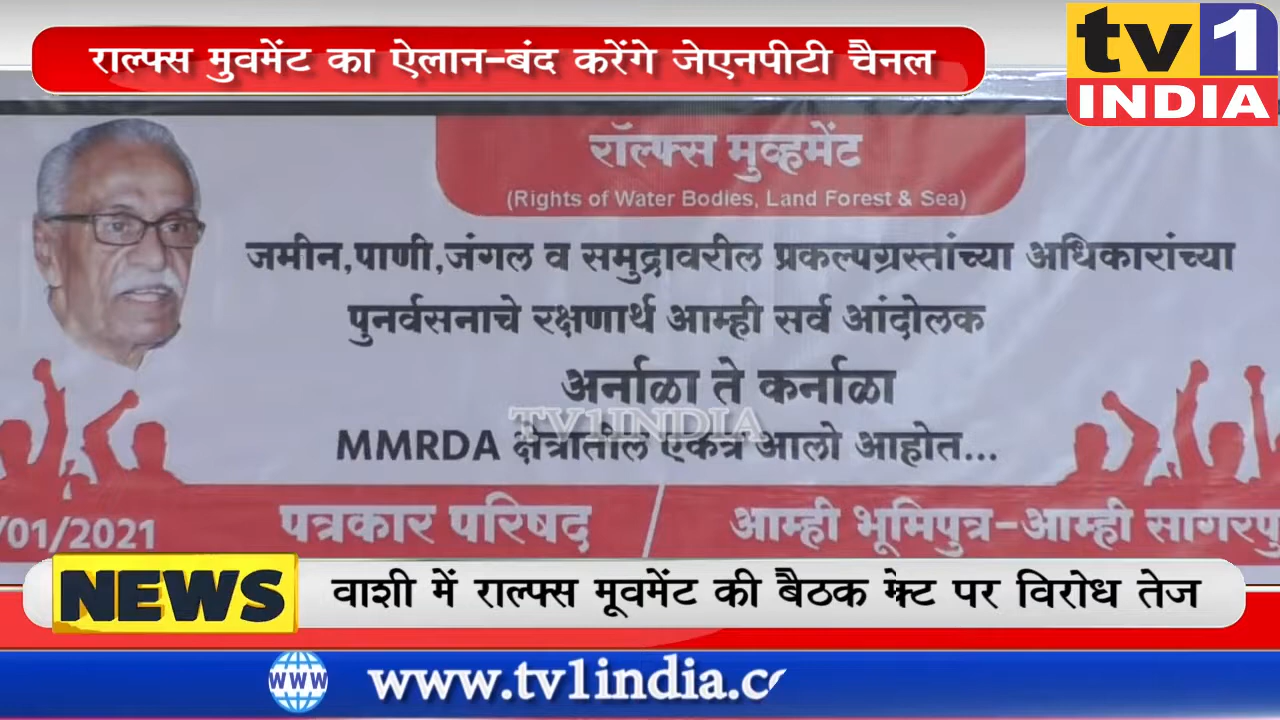 राल्फ्स मुवमेंट का ऐलान-बंद करेंगे जेएनपीटी चैनल
tv1
INDIA
रॉल्फ्स मुव्हमेंट
(Rights of Water Bodies, Land Forest & Sea)
जमीन,पाणी,जंगल व समुद्रावरील प्रकल्पग्रस्तांच्या अधिकारांच्या
पुनर्वसनाचे रक्षणार्थ आम्ही सर्व आंदोलक
अर्नाळा ते कर्नाळा
TV1INDIA
MMRDA क्षेत्रातील एकत्र आलो आहोत...
/01/2021 पत्रकार परिषद / आम्ही भूमिपुत्र-आम्ही सागरपु
NEWS वाशी में राल्फ्स मूवमेंट की बैठक पर विरोध तेज
www www.tv1india.c